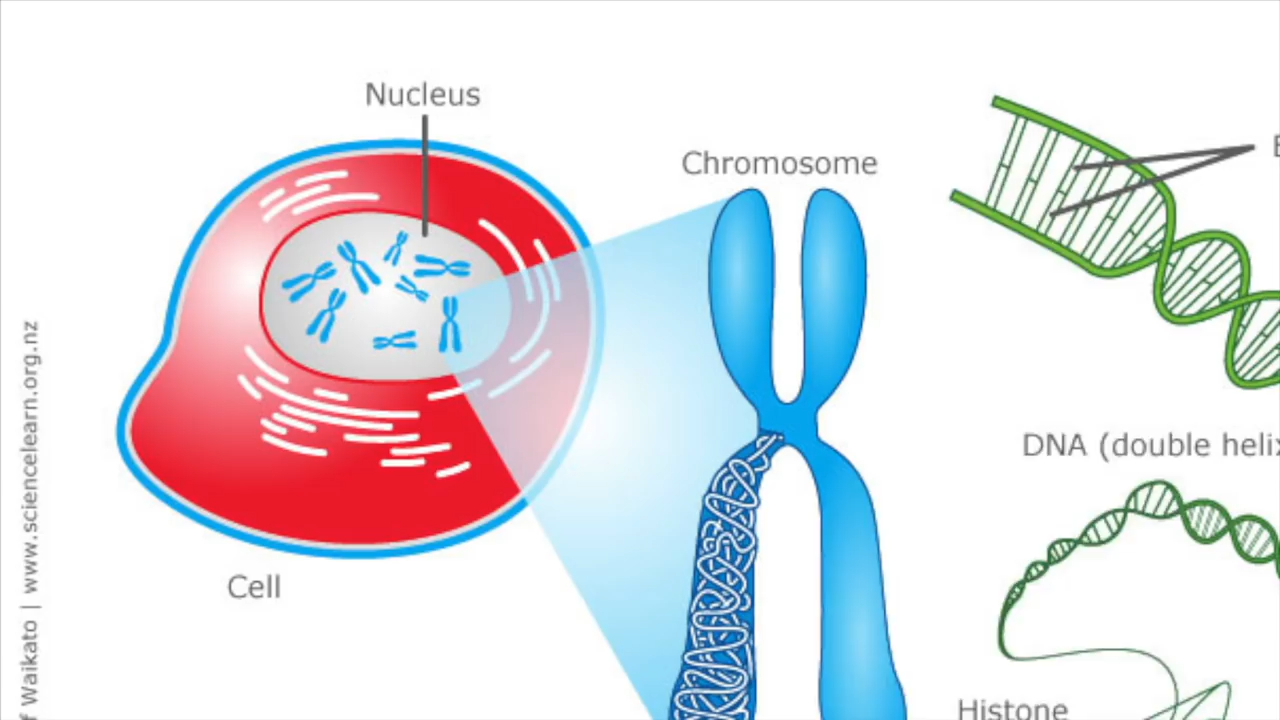 Nucleus
Chromosome
Cell
DNA (double helix
Histone
Waikato | www.sciencelearn.org.nz